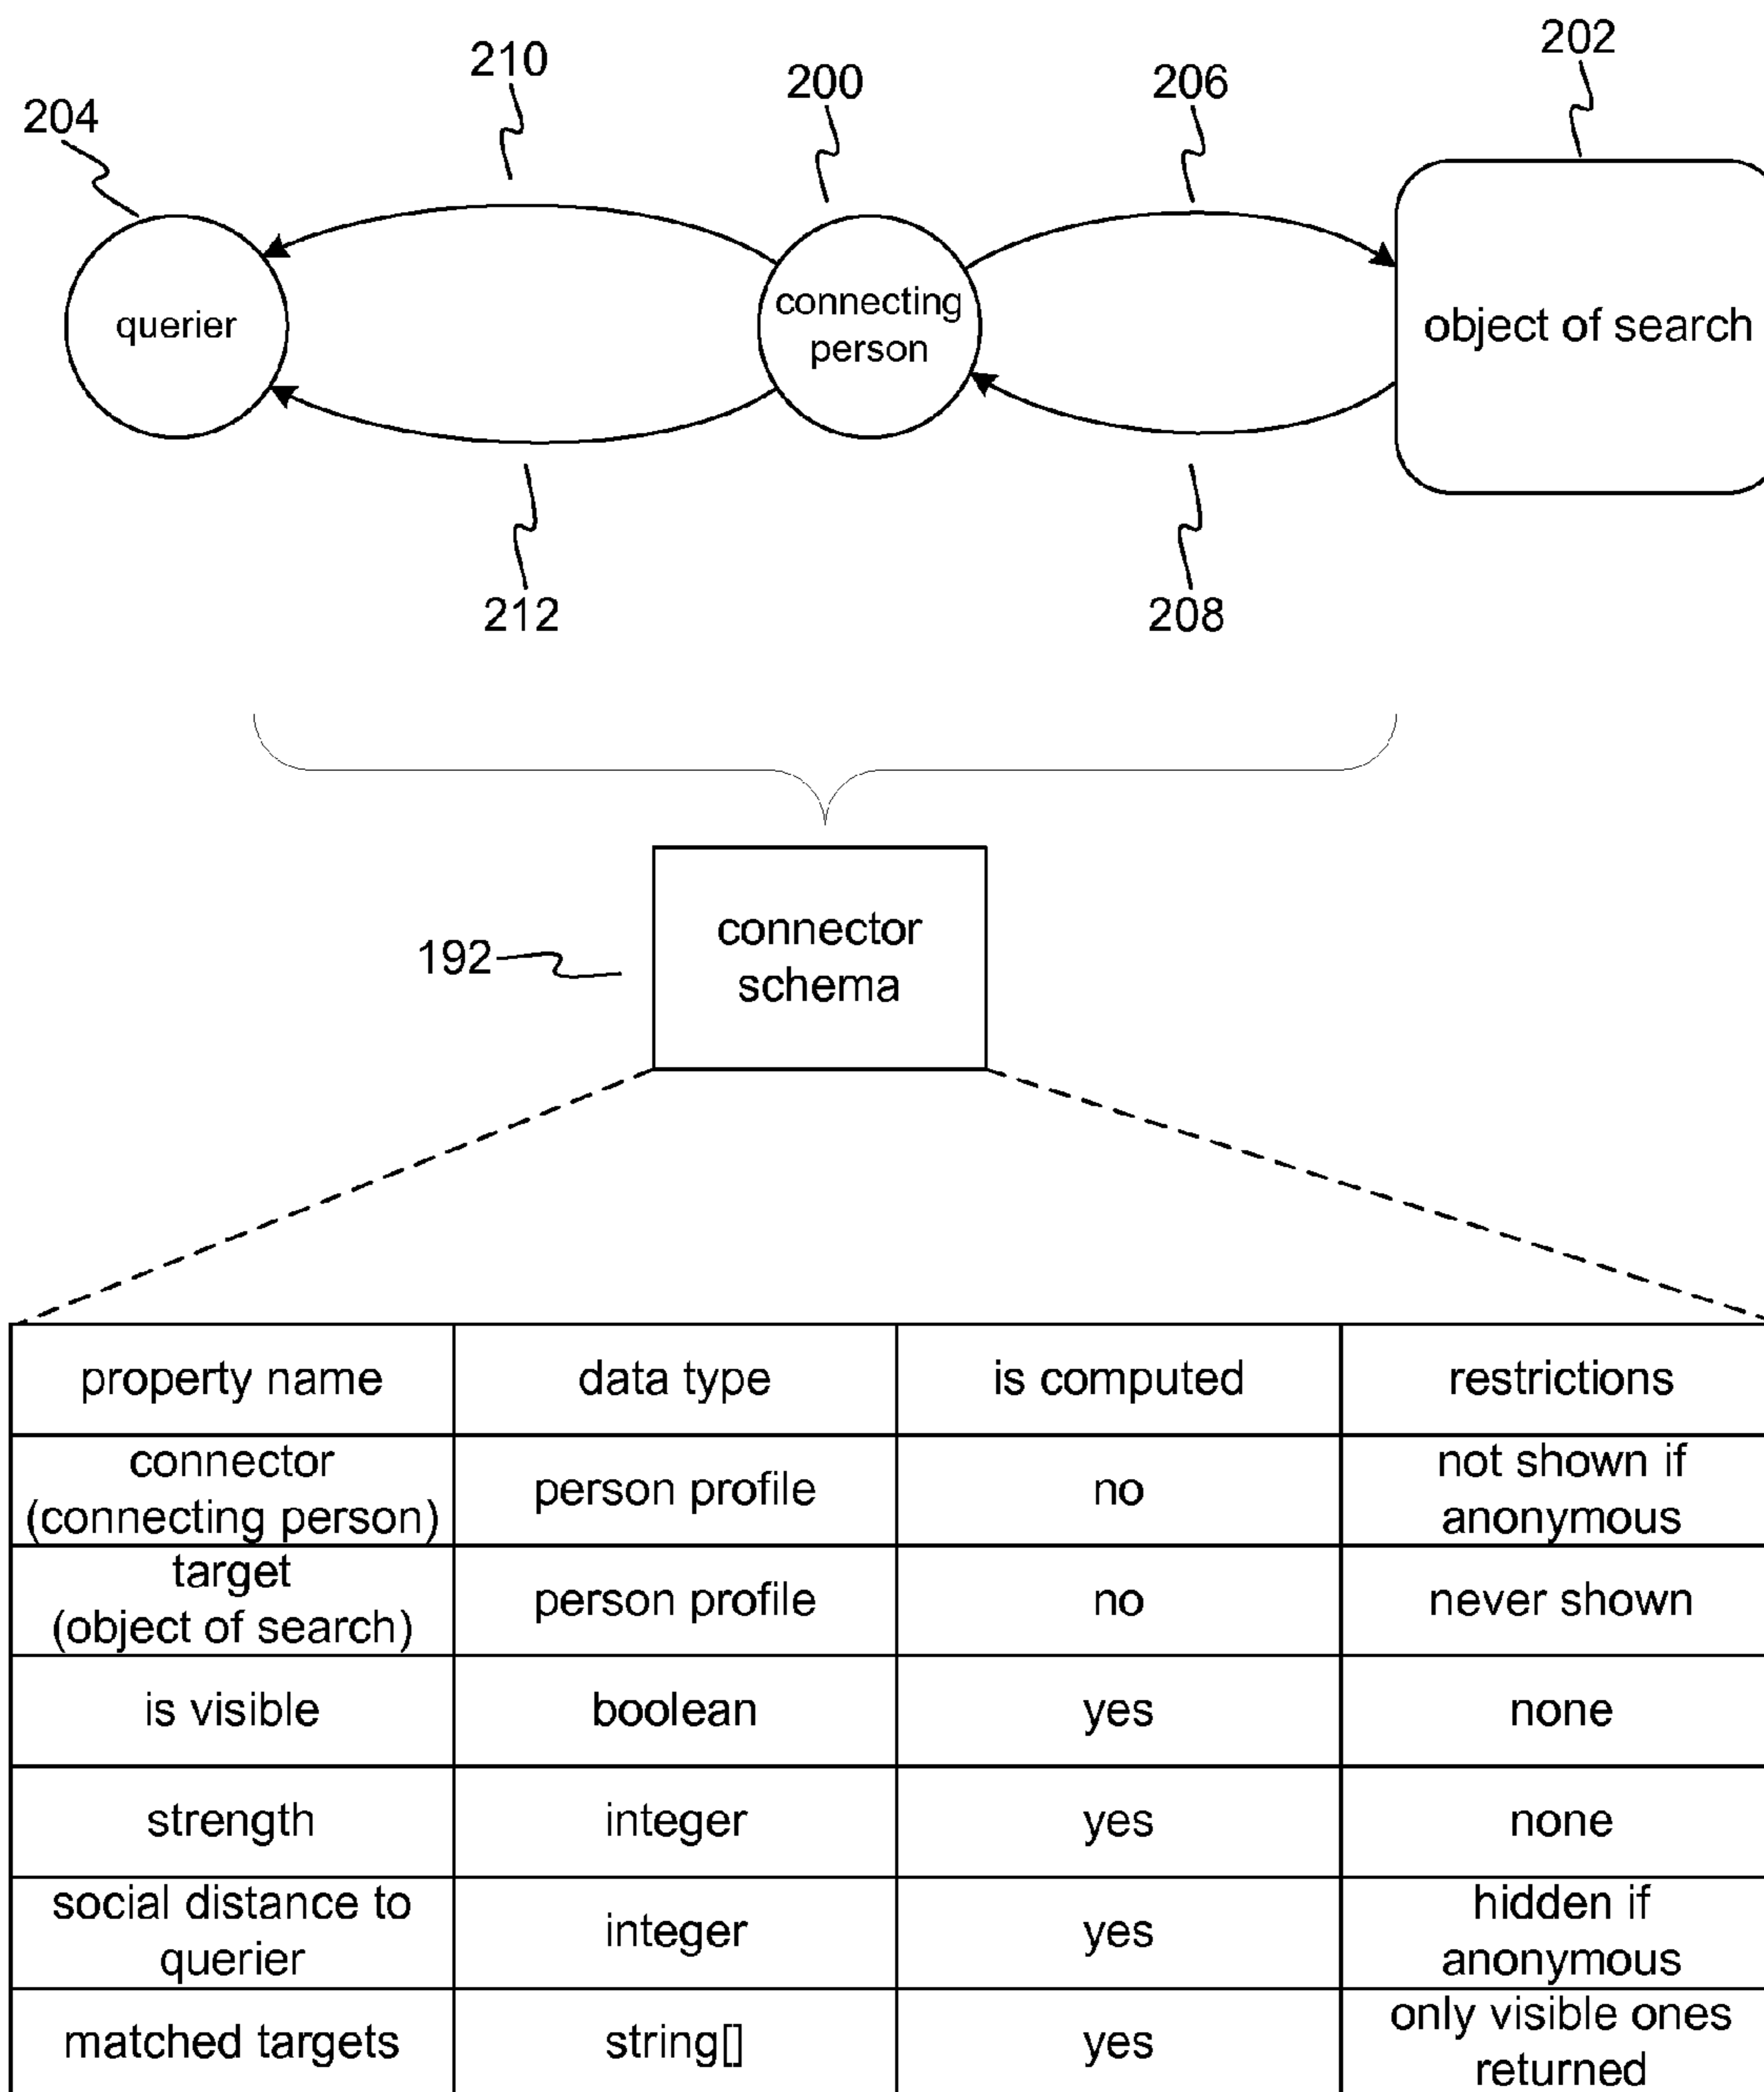 202
210
200
206
204
querier
connecting
person
object of search
212
208
192
connector
schema
property name
data type
is computed
restrictions
connector
(connecting person)
person profile
no
not shown if
anonymous
target
(object of search)
person profile
no
never shown
is visible
boolean
yes
none
strength
integer
yes
none
social distance to
querier
integer
yes
hidden if
anonymous
matched targets
string[]
yes
only visible ones
returned